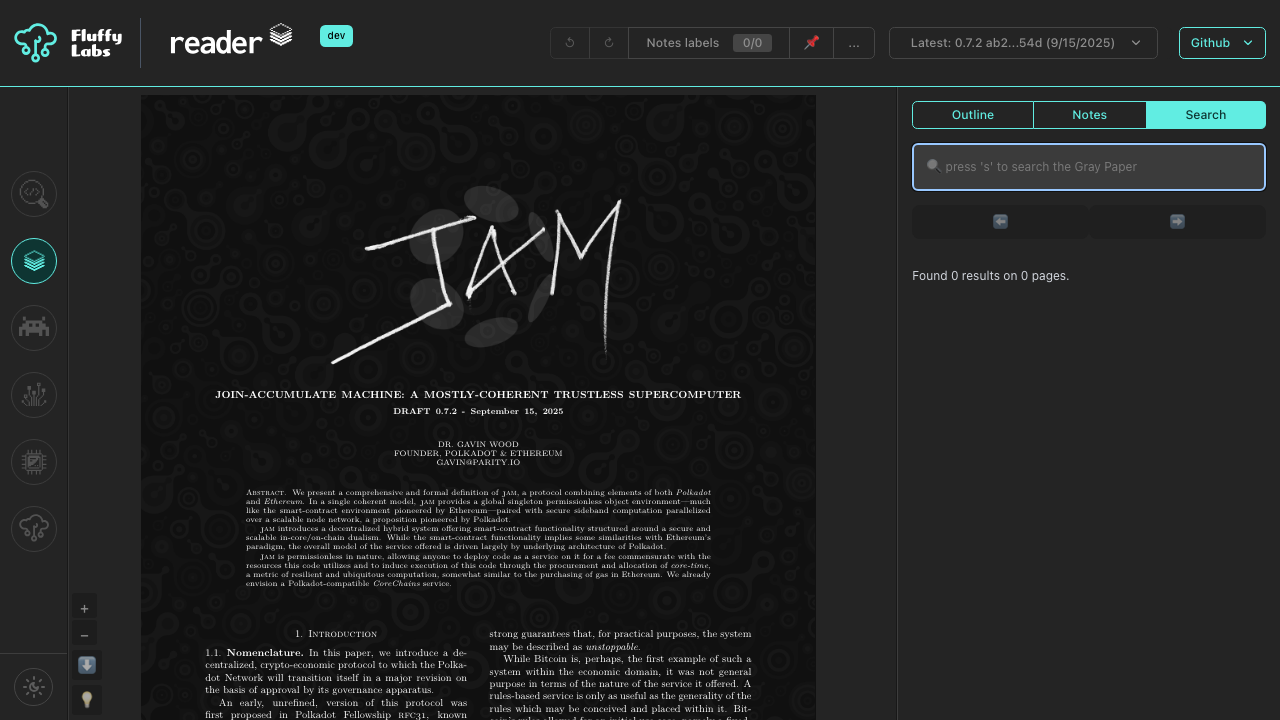 Fluffy
Labs
reader
dev
Notes labels
0/0
...
Latest: 0.7.2 ab2...54d (9/15/2025)
Github
Outline
Notes
Search
press 's' to search the Gray Paper
Found 0 results on 0 pages.
JAM
JOIN-ACCUMULATE MACHINE: A MOSTLY-COHERENT TRUSTLESS SUPERCOMPUTER
DRAFT 0.7.2 - September 15, 2025
DR. GAVIN WOOD
FOUNDER, POLKADOT & ETHEREUM
GAVIN@PARITY.IO
Abstract. We present a comprehensive and formal definition of JAM, a protocol combining elements of both Polkadot
and Ethereum. In a single coherent model, JAM provides a global singleton permissionless object environment—much
like the smart-contract environment pioneered by Ethereum—paired with secure sideband computation parallelized
over a scalable node network, a proposition pioneered by Polkadot.
JAM introduces a decentralized hybrid system offering smart-contract functionality structured around a secure and
scalable in-core/on-chain dualism. While the smart-contract functionality implies some similarities with Ethereum's
paradigm, the overall model of the service offered is driven largely by underlying architecture of Polkadot.
JAM is permissionless in nature, allowing anyone to deploy code as a service on it for a fee commensurate with the
resources this code utilizes and to induce execution of this code through the procurement and allocation of core-time,
a metric of resilient and ubiquitous computation, somewhat similar to the purchasing of gas in Ethereum. We already
envision a Polkadot-compatible CoreChains service.
1. Introduction
1.1. Nomenclature. In this paper, we introduce a de-
centralized, crypto-economic protocol to which the Polka-
dot Network will transition itself in a major revision on
the basis of approval by its governance apparatus.
An early, unrefined, version of this protocol was
first proposed in Polkadot Fellowship RFC31, known
strong guarantees that, for practical purposes, the system
may be described as unstoppable.
While Bitcoin is, perhaps, the first example of such a
system within the economic domain, it was not general
purpose in terms of the nature of the service it offered. A
rules-based service is only as useful as the generality of the
rules which may be conceived and placed within it. Bit-
+
−